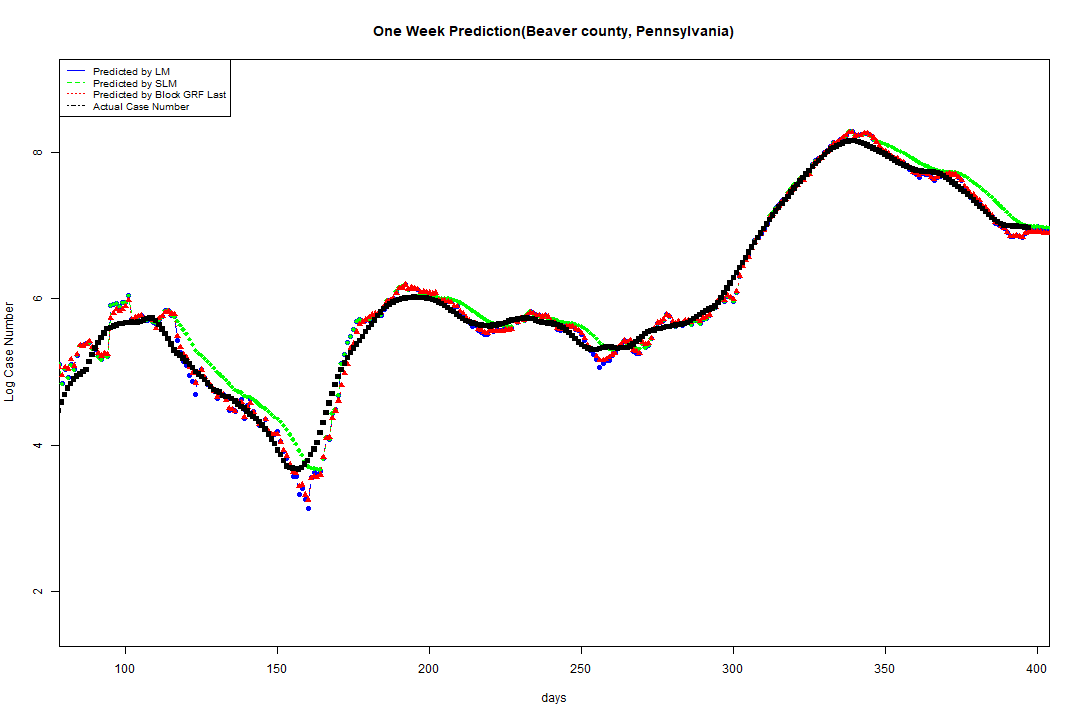 One Week Prediction(Beaver county, Pennsylvania)
Predicted by LM
Predicted by SLM
Predicted by Block GRF Last
Actual Case Number
8
6
4
2
Log Case Number
100 150 200 250 300 350 400
days